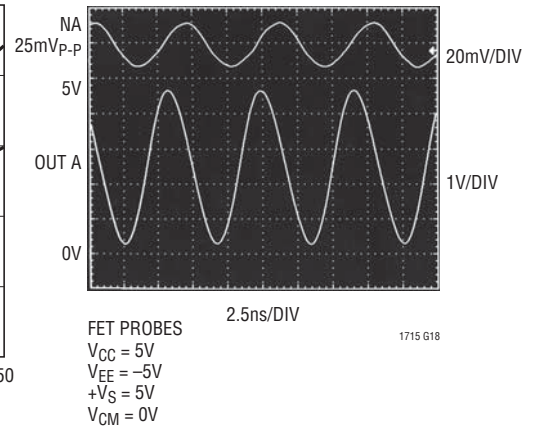 NA
25mVP-P
20mV/DIV
5V
OUT A
1V/DIV
0V
2.5ns/DIV
50
FET PROBES
VCC = 5V
VEE = –5V
+VS = 5V
VCM = 0V
1715 G18